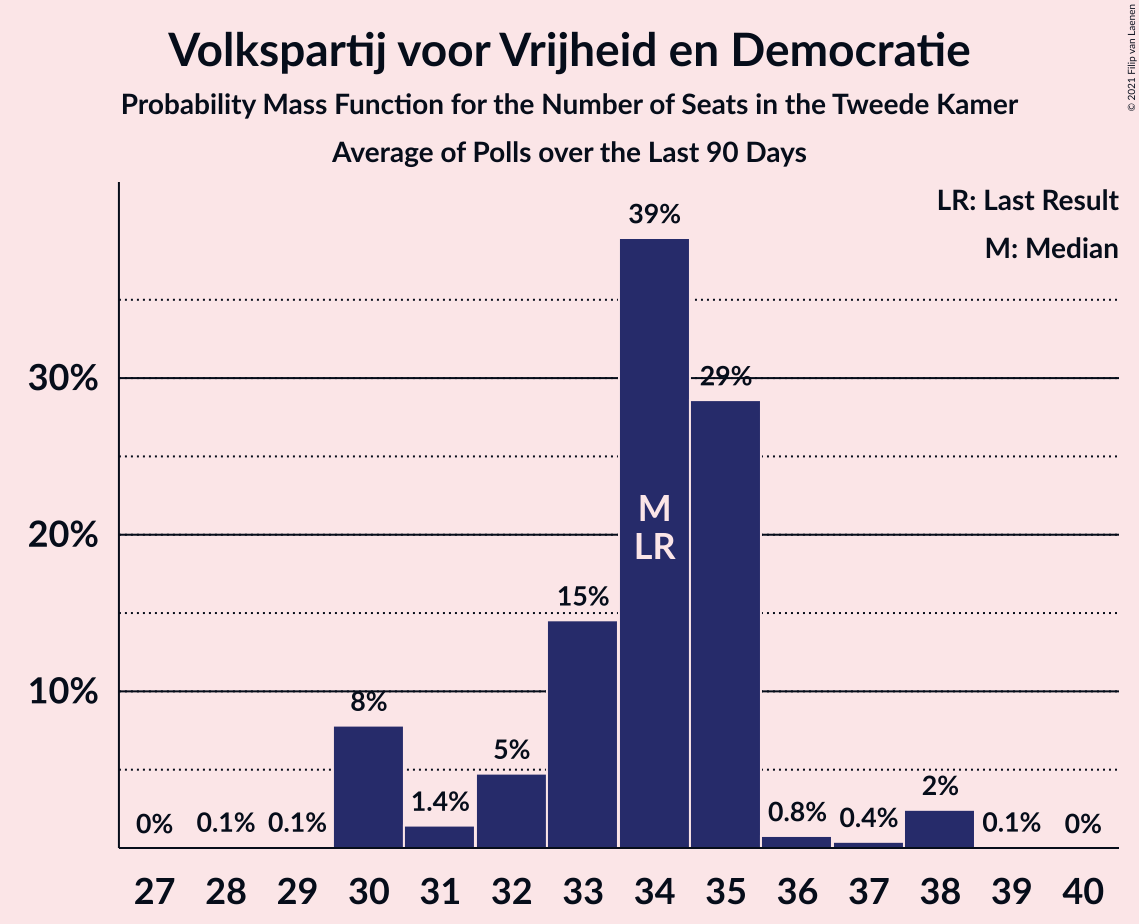 Volkspartij voor Vrijheid en Democratie
Probability Mass Function for the Number of Seats in the Tweede Kamer
Average of Polls over the Last 90 Days
© 2021 Filip van Laenen
LR: Last Result
M: Median
30%
20%
10%
0%
0.1%
0.1%
8%
1.4%
5%
15%
39%
29%
0.8%
0.4%
2%
0.1%
0%
M
LR
27 28 29 30 31 32 33 34 35 36 37 38 39 40